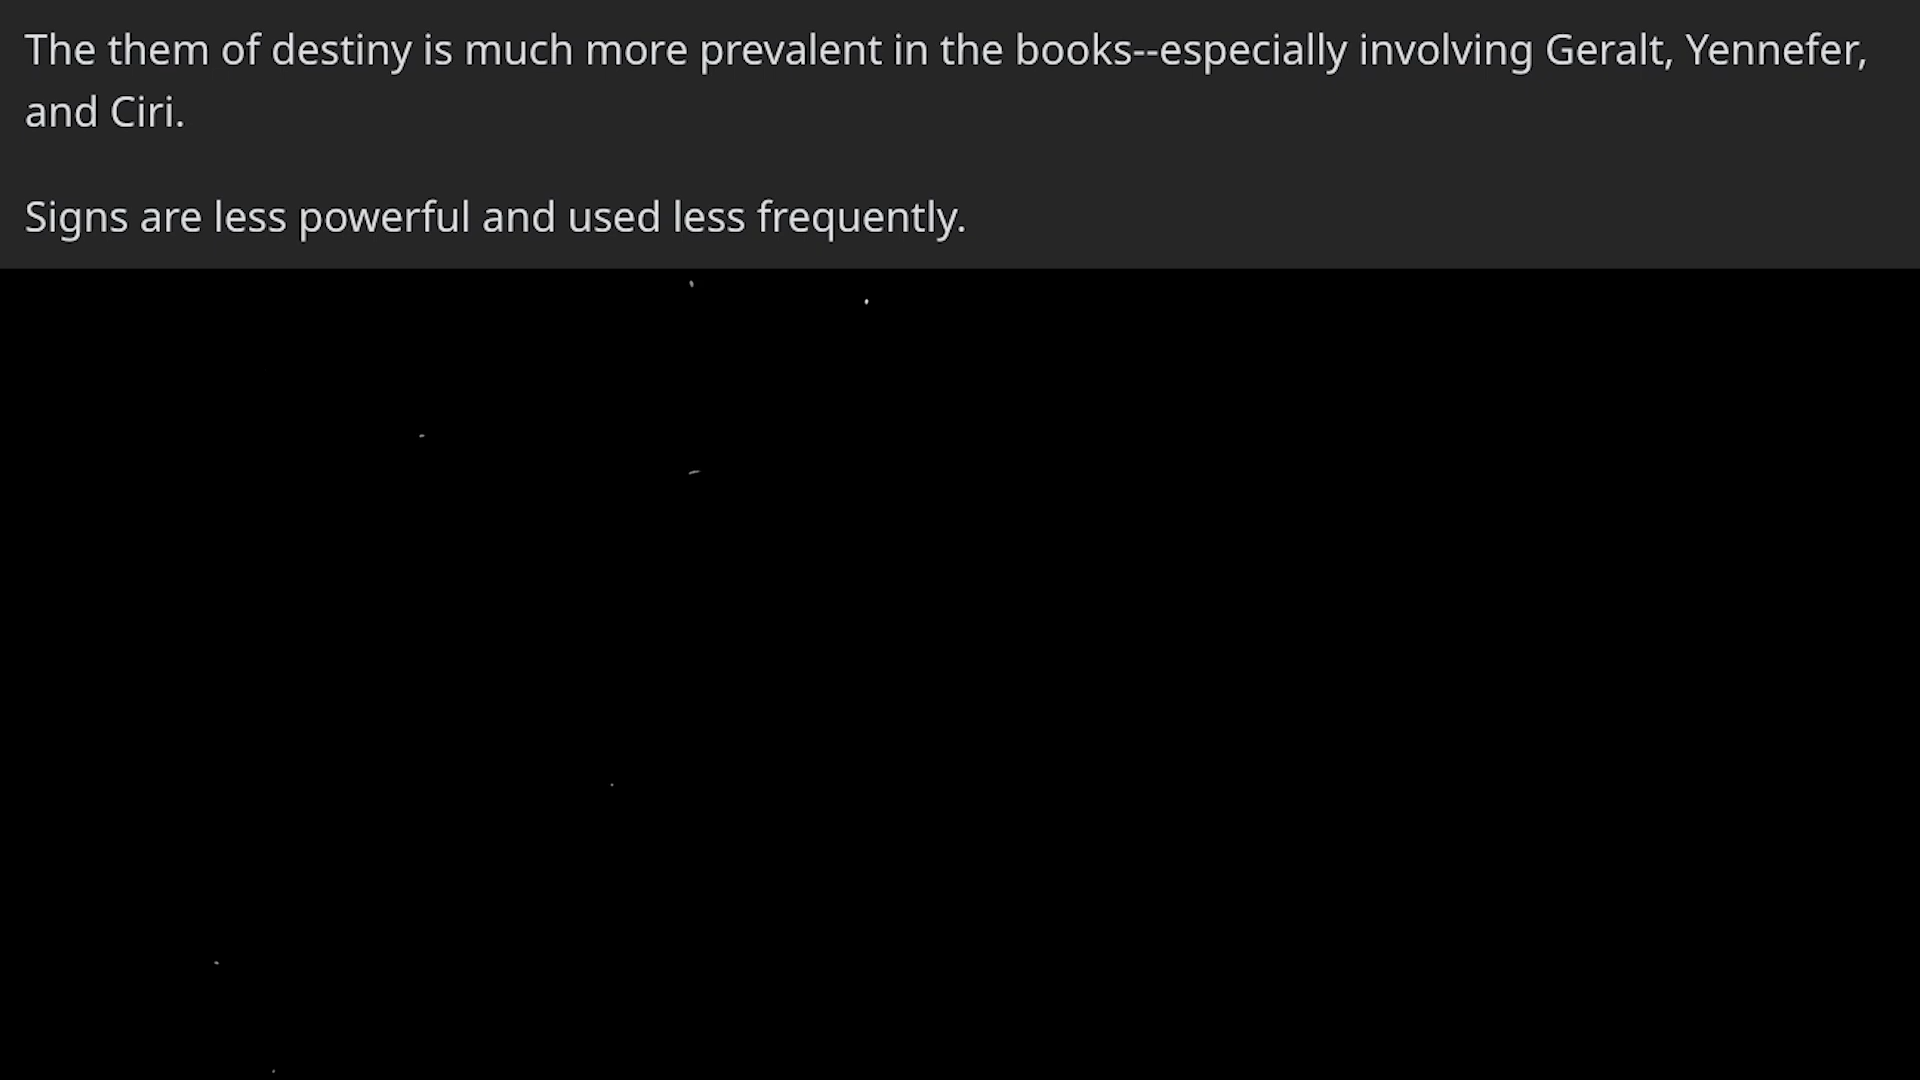 The them of destiny is much more prevalent in the books--especially involving Geralt, Yennefer,
and Ciri.
Signs are less powerful and used less frequently.